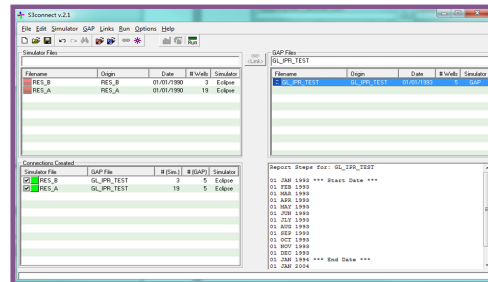 S3connect v.2.1
File Edit Simulator GAP Links Run Options Help
Run
Simulator Files
<Link>
GAP Files
GL_IPR_TEST
Filename Origin Date # Wells Simulator
RES_B RES_B 01/01/1990 3 Eclipse
RES_A RES_A 01/01/1990 19 Eclipse
Filename Origin Date # Wells Simulator
GL_IPR_TEST GL_IPR_TEST 01/01/1993 5 GAP
Connections Created
Simulator File GAP File # (Sim.) # (GAP) Simulator
RES_B GL_IPR_TEST 3 5 Eclipse
RES_A GL_IPR_TEST 19 5 Eclipse
Report Steps for: GL_IPR_TEST
01 JAN 1993 *** Start Date ***
01 FEB 1993
01 MAR 1993
01 APR 1993
01 MAY 1993
01 JUN 1993
01 JLY 1993
01 AUG 1993
01 SEP 1993
01 OCT 1993
01 NOV 1993
01 DEC 1993
01 JAN 1994 *** End Date ***
01 JAN 2004